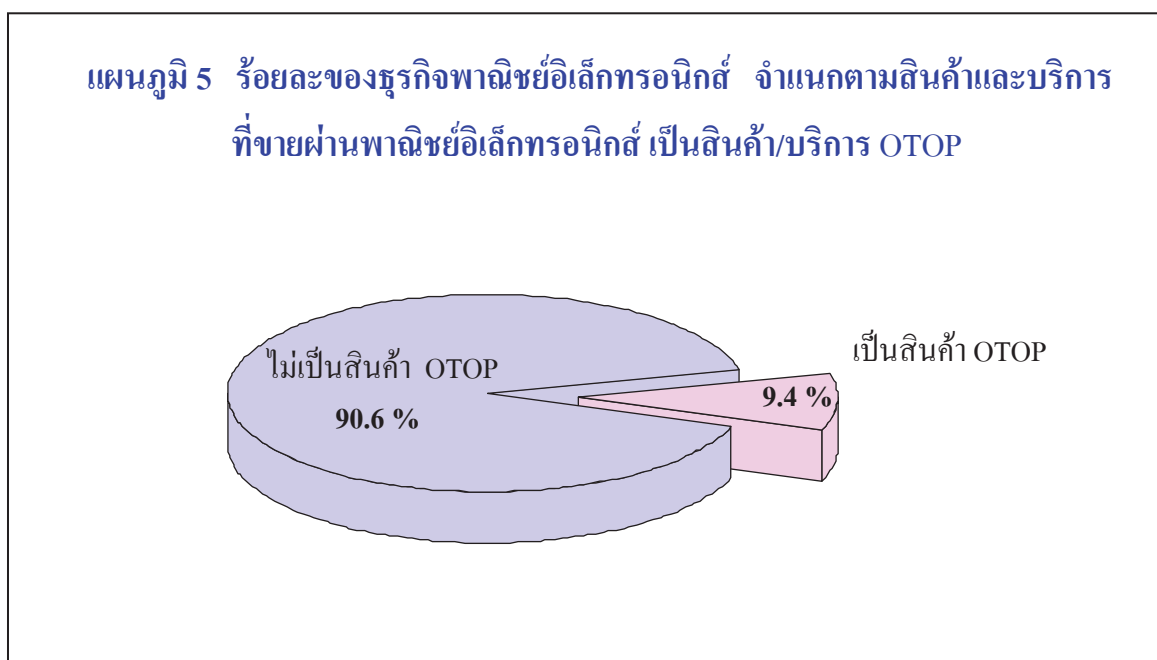 แผนภูมิ 5 ร้อยละของธุรกิจพาณิชย์อิเล็กทรอนิกส์ จำแนกตามสินค้าและบริการ
ที่ขายผ่านพาณิชย์อิเล็กทรอนิกส์ เป็นสินค้า/บริการ OTOP
ไม่เป็นสินค้า OTOP
90.6 %
เป็นสินค้า OTOP
9.4 %